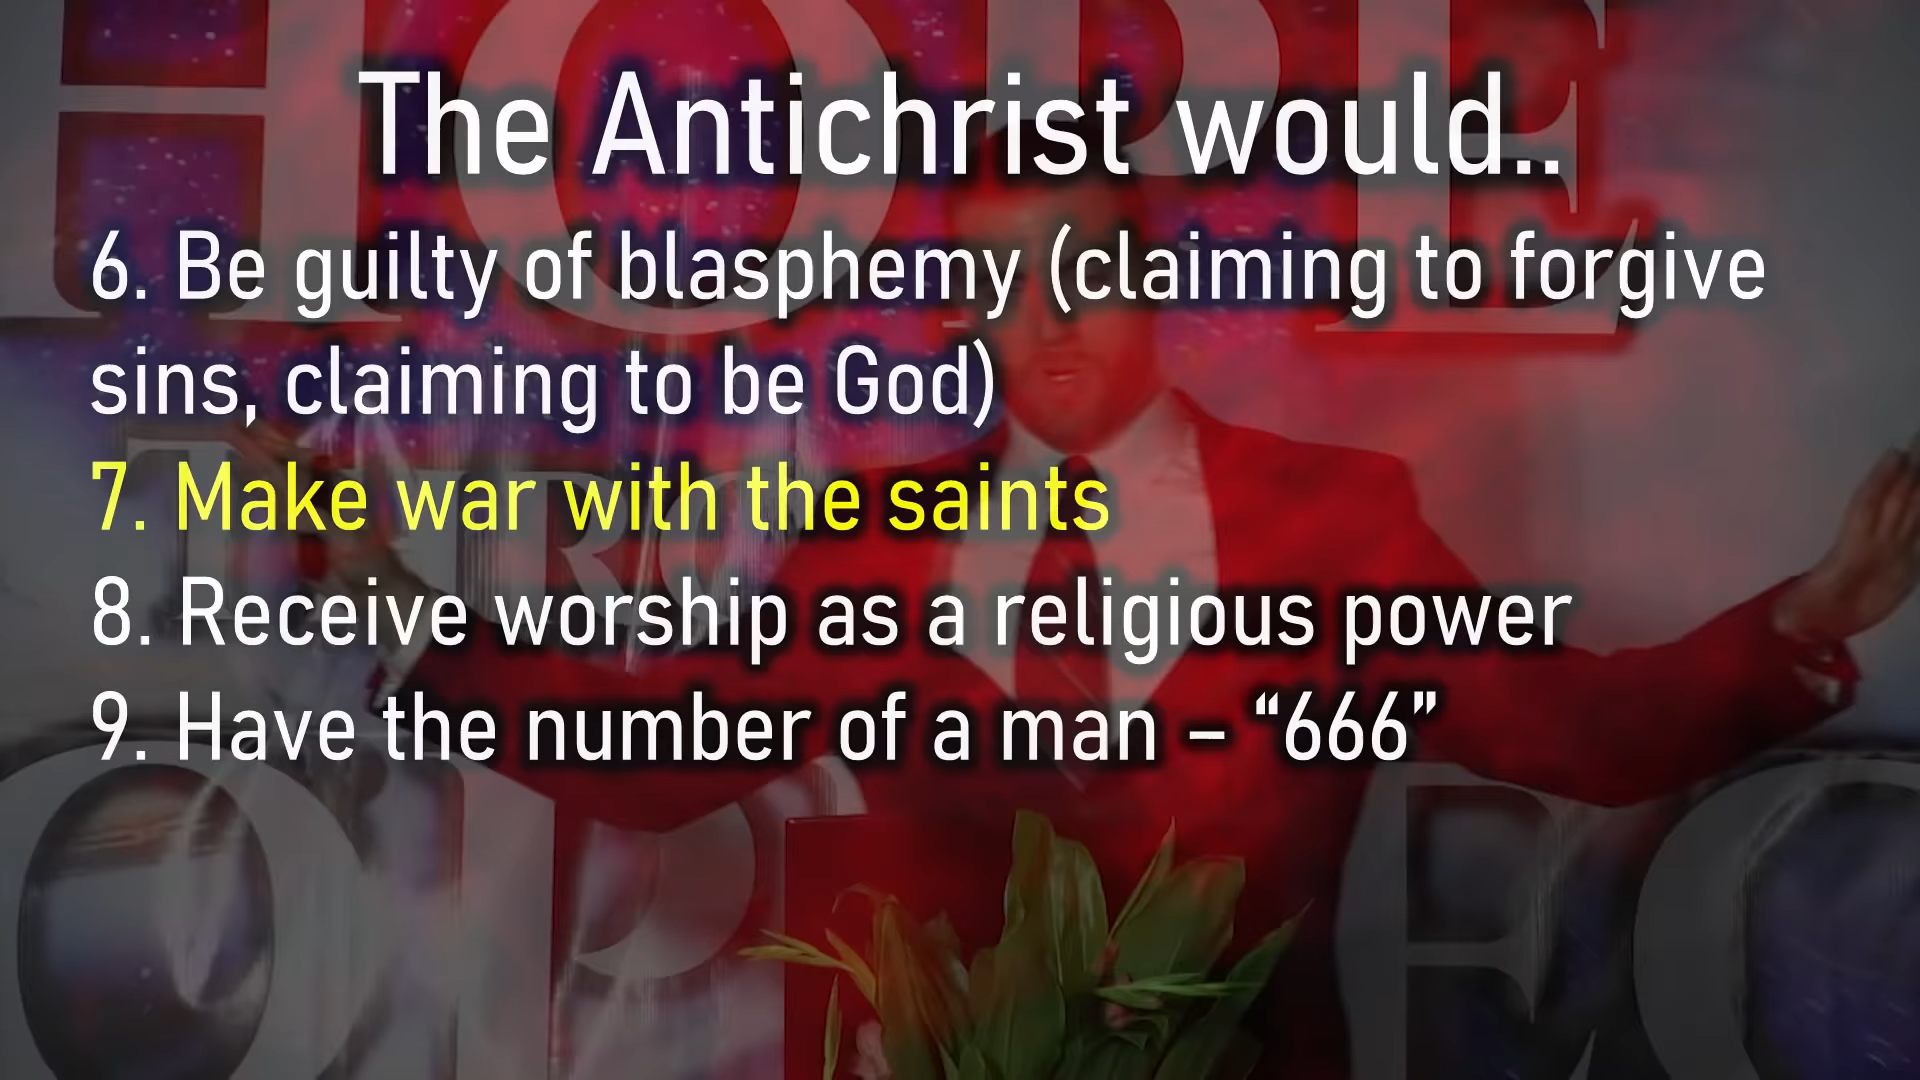 HOPE
The Antichrist would..
6. Be guilty of blasphemy (claiming to forgive
sins, claiming to be God)
7. Make war with the saints
8. Receive worship as a religious power
9. Have the number of a man – “666”